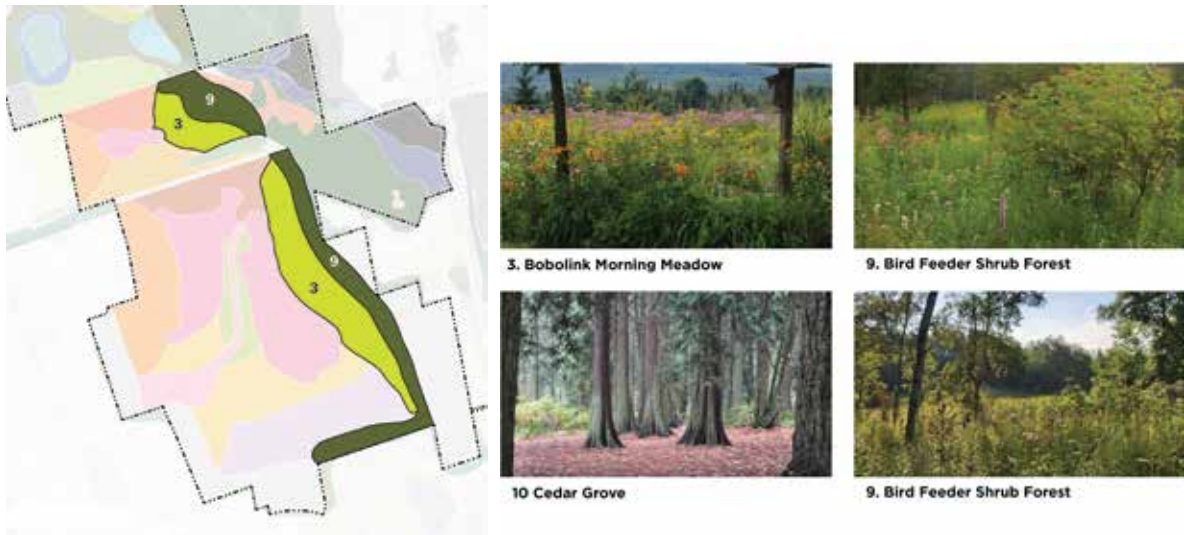 9
3
9
3
3. Bobolink Morning Meadow
9. Bird Feeder Shrub Forest
10 Cedar Grove
9. Bird Feeder Shrub Forest